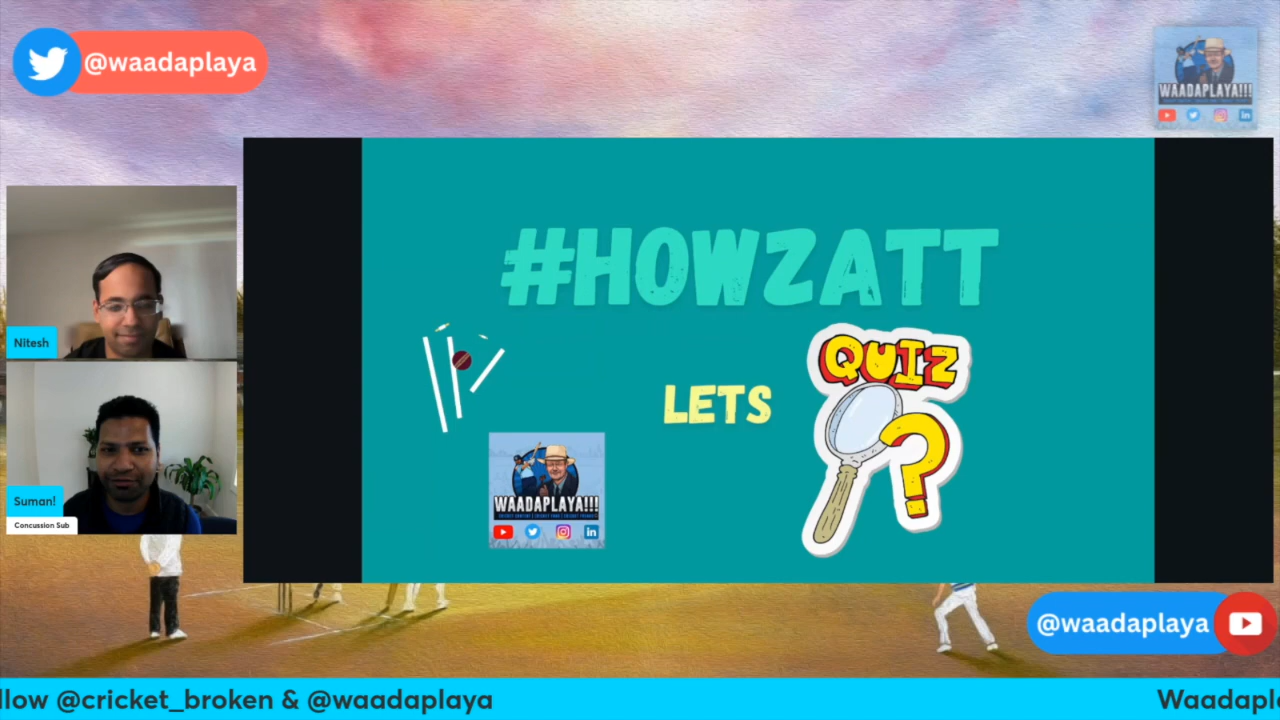 @waadaplaya
WAADAPLAYA!!!
#HOWZATT
QUIZ
LETS
WAADAPLAYA!!!
Nitesh
Suman!
Concussion Sub
@waadaplaya
llow @cricket_broken & @waadaplaya
Waadapla